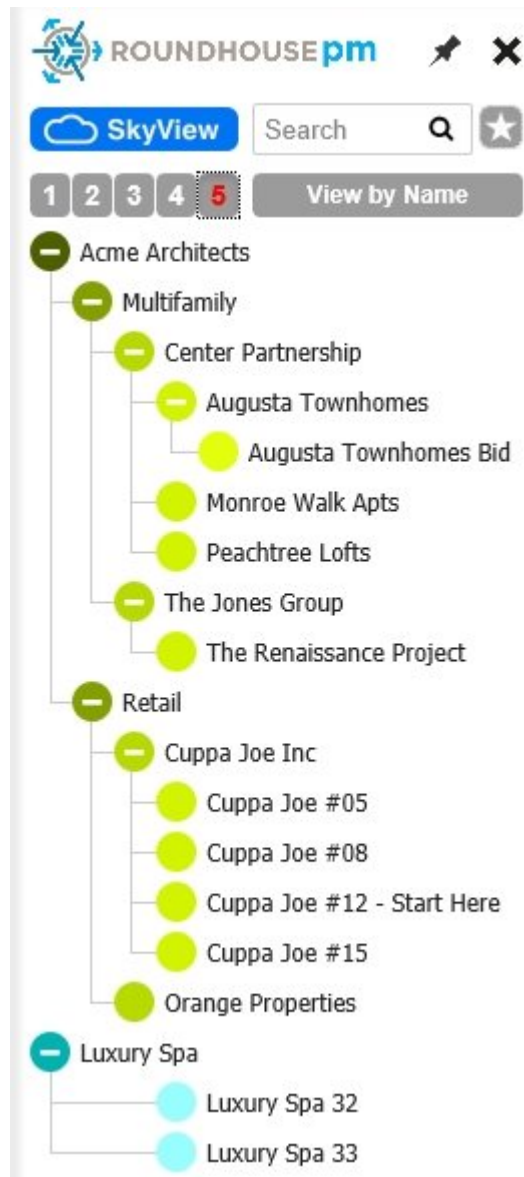 ROUNDHOUSE pm
SkyView Search
1 2 3 4 5 View by Name
Acme Architects
Multifamily
Center Partnership
Augusta Townhomes
Augusta Townhomes Bid
Monroe Walk Apts
Peachtree Lofts
The Jones Group
The Renaissance Project
Retail
Cuppa Joe Inc
Cuppa Joe #05
Cuppa Joe #08
Cuppa Joe #12 - Start Here
Cuppa Joe #15
Orange Properties
Luxury Spa
Luxury Spa 32
Luxury Spa 33